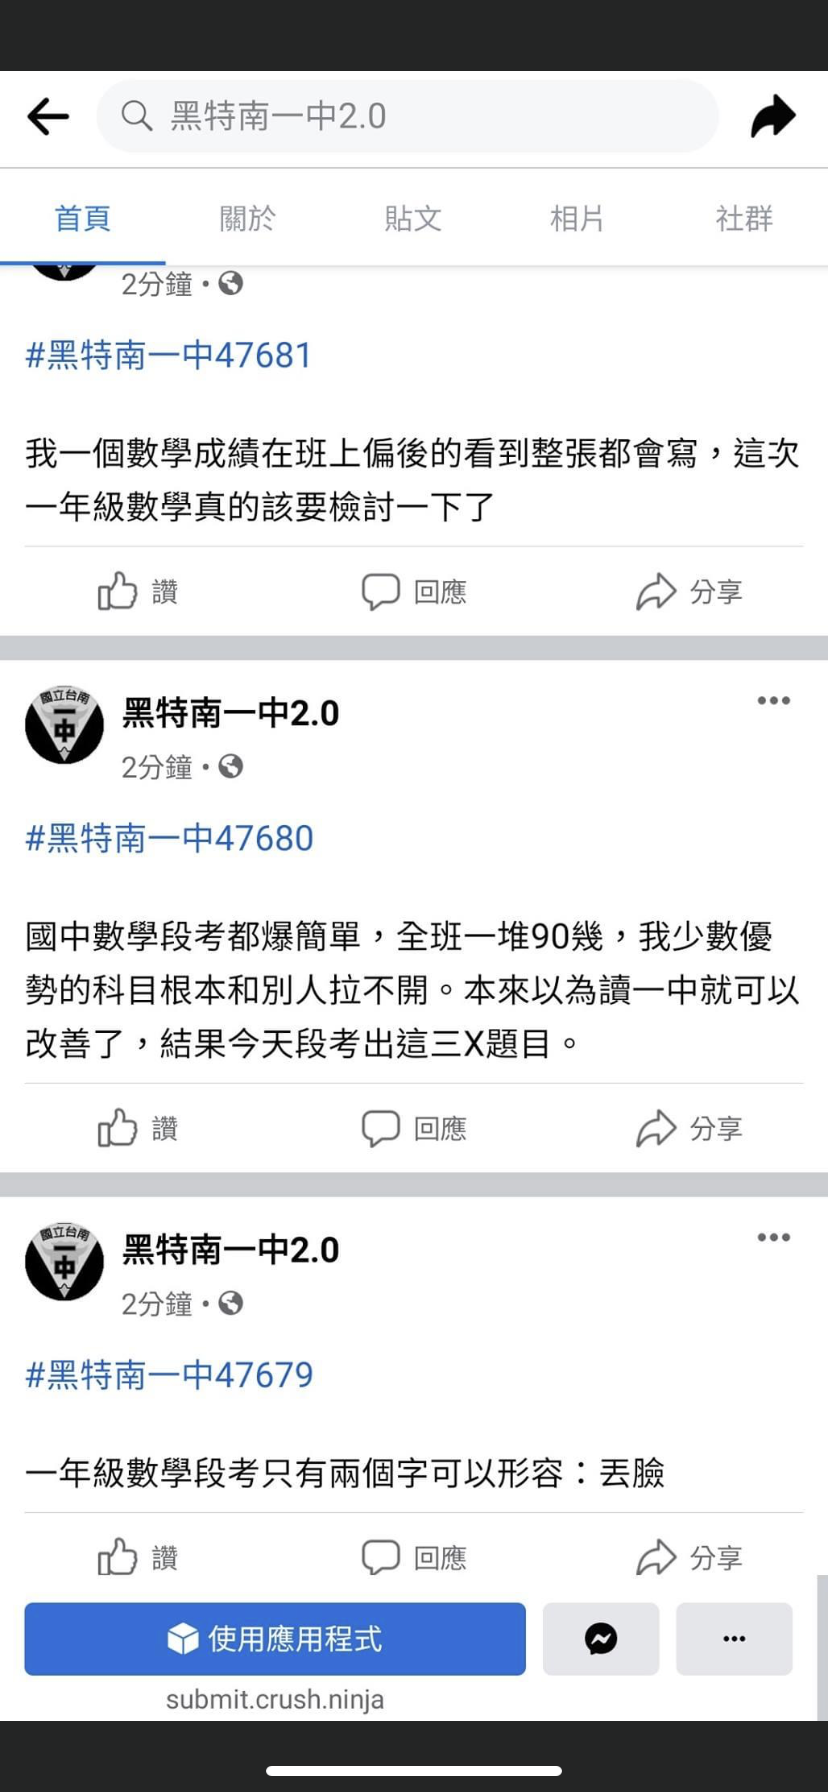 黑特南一中2.0
首頁 關於 貼文 相片 社群
2分鐘・
#黑特南一中47681
我一個數學成績在班上偏後的看到整張都會寫，這次
一年級數學真的該要檢討一下了
讚 回應 分享
國立台南
一中
黑特南一中2.0
2分鐘・
#黑特南一中47680
國中數學段考都爆簡單，全班一堆90幾，我少數優
勢的科目根本和別人拉不開。本來以為讀一中就可以
改善了，結果今天段考出這三X題目。
讚 回應 分享
國立台南
一中
黑特南一中2.0
2分鐘・
#黑特南一中47679
一年級數學段考只有兩個字可以形容：丟臉
讚 回應 分享
使用應用程式
submit.crush.ninja